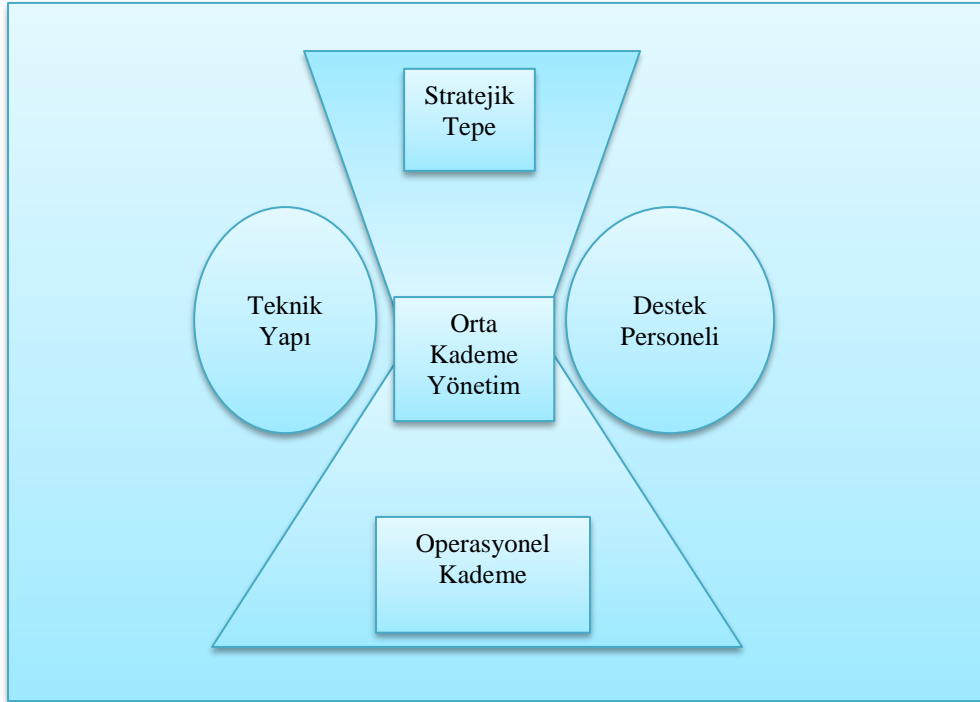 Stratejik
Tepe
Teknik
Yapı
Orta
Kademe
Yönetim
Destek
Personeli
Operasyonel
Kademe